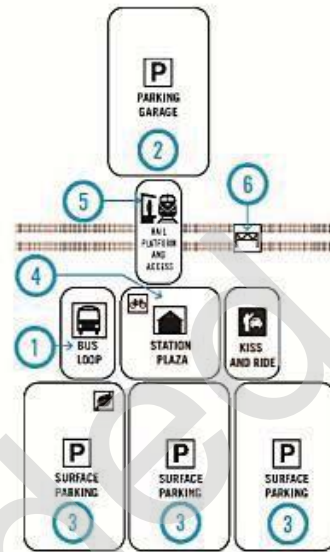 P
PARKING
GARAGE
2
5
6
RAIL
PLATFORM
AND
ACCESS
4
1
BUS
LOOP
STATION
PLAZA
KISS
AND RIDE
P
SURFACE
PARKING
3
P
SURFACE
PARKING
3
P
SURFACE
PARKING
3